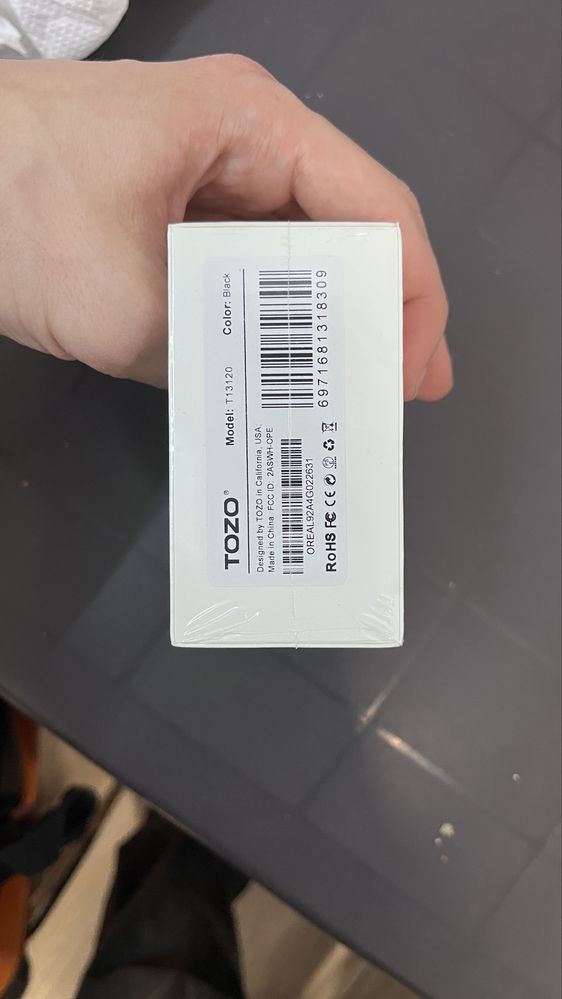 TOZO®
Model: T13120
Color: Black
Designed by TOZO in California, USA.
Made in China FCC ID: 2ASWH-OPE
OREAL92A4G022631
RoHS FC CE
6971681318309